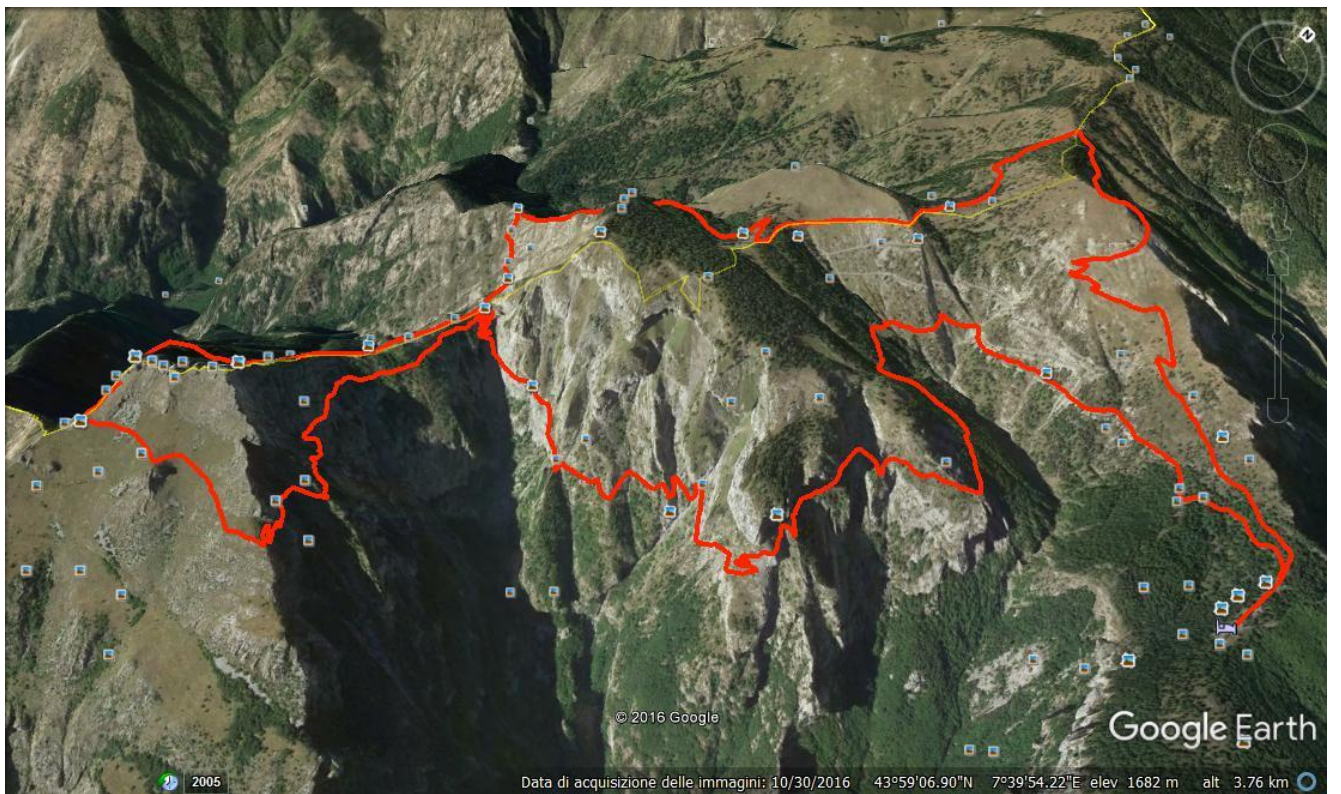 N
© 2016 Google
Google Earth
2005
Data di acquisizione delle immagini: 10/30/2016 43°59'06.90"N 7°39'54.22"E elev 1682 m alt 3.76 km